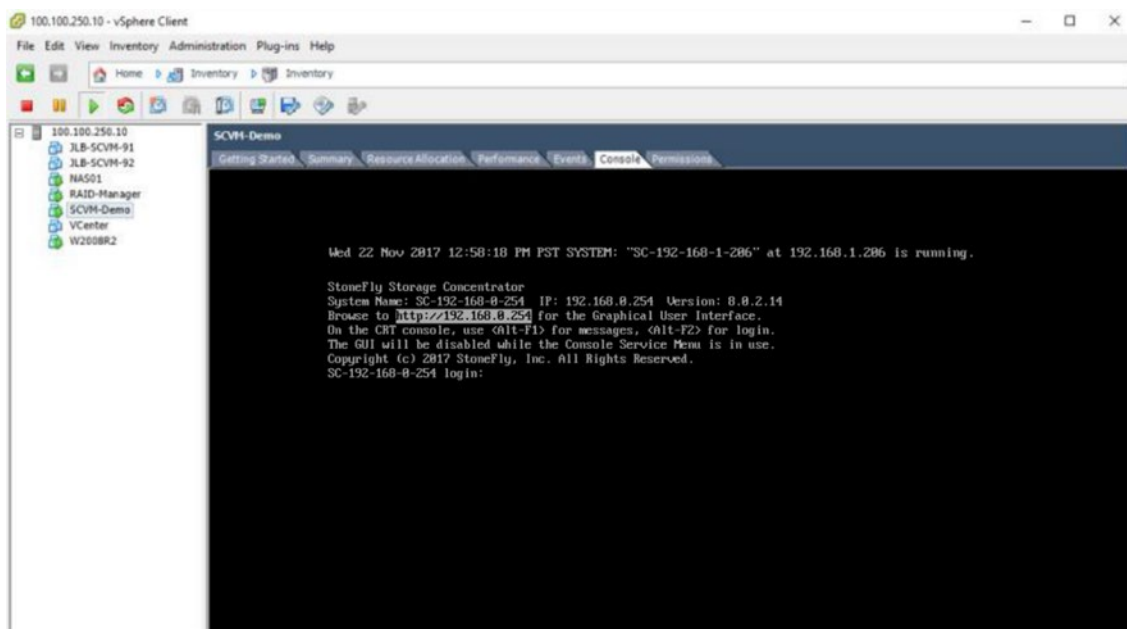 100.100.250.10 - vSphere Client
File Edit View Inventory Administration Plug-ins Help
Home Inventory Inventory
100.100.250.10
JLB-SCVM-91
JLB-SCVM-92
NAS01
RAID-Manager
SCVM-Demo
VCenter
W2008R2
SCVM-Demo
Getting Started Summary Resource Allocation Performance Events Console Permissions
Wed 22 Nov 2017 12:58:18 PM PST SYSTEM: "SC-192-168-1-206" at 192.168.1.206 is running.
StoneFly Storage Concentrator
System Name: SC-192-168-0-254 IP: 192.168.0.254 Version: 8.0.2.14
Browse to http://192.168.0.254 for the Graphical User Interface.
On the CRT console, use <Alt-F1> for messages, <Alt-F2> for login.
The GUI will be disabled while the Console Service Menu is in use.
Copyright (c) 2017 StoneFly, Inc. All Rights Reserved.
SC-192-168-0-254 login: